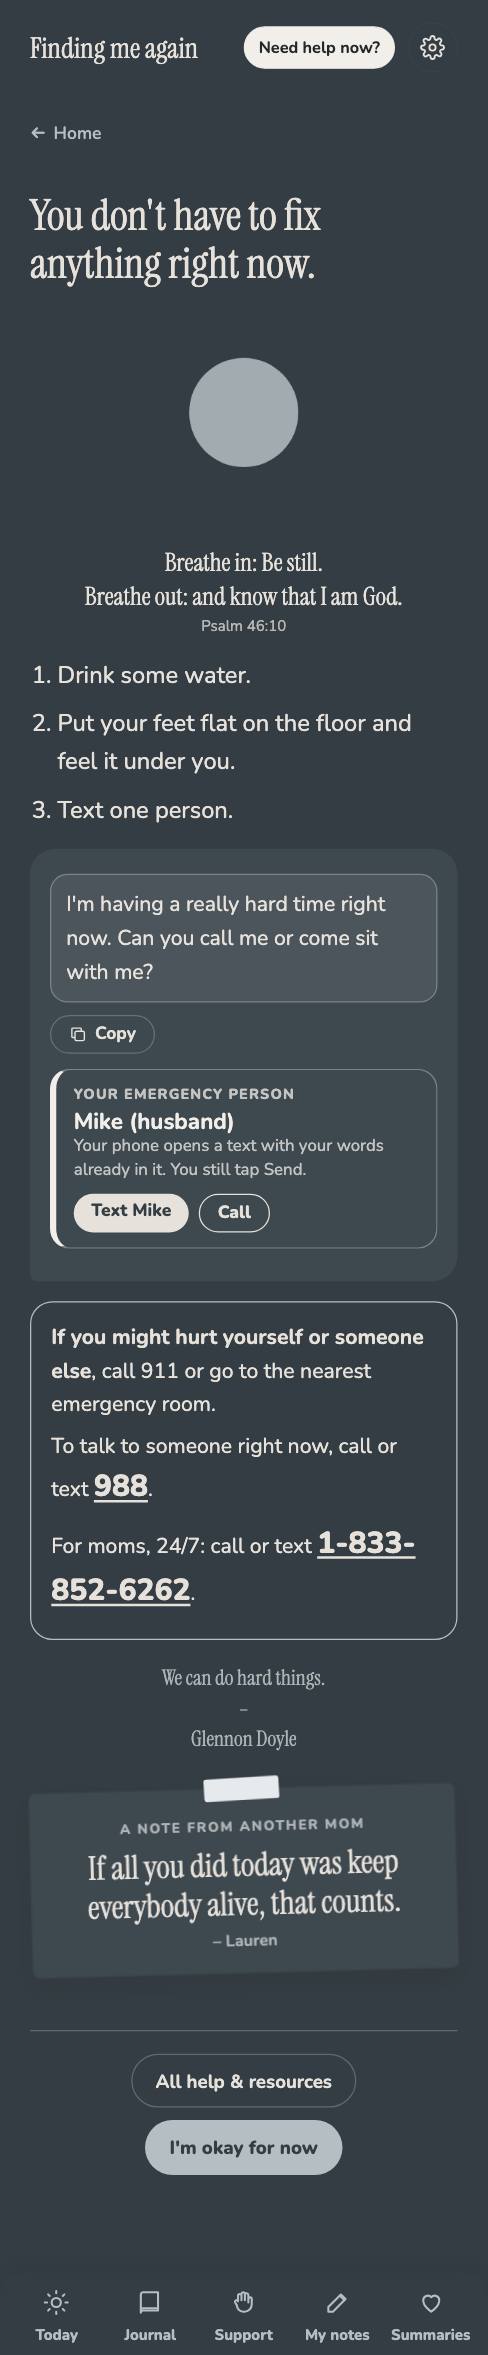 Finding me again
Need help now?
← Home
You don't have to fix
anything right now.
Breathe in: Be still.
Breathe out: and know that I am God.
Psalm 46:10
1. Drink some water.
2. Put your feet flat on the floor and
feel it under you.
3. Text one person.
I'm having a really hard time right
now. Can you call me or come sit
with me?
Copy
YOUR EMERGENCY PERSON
Mike (husband)
Your phone opens a text with your words
already in it. You still tap Send.
Text Mike
Call
If you might hurt yourself or someone
else, call 911 or go to the nearest
emergency room.
To talk to someone right now, call or
text 988.
For moms, 24/7: call or text 1-833-
852-6262.
We can do hard things.
–
Glennon Doyle
A NOTE FROM ANOTHER MOM
If all you did today was keep
everybody alive, that counts.
– Lauren
All help & resources
I'm okay for now
Today
Journal
Support
My notes
Summaries